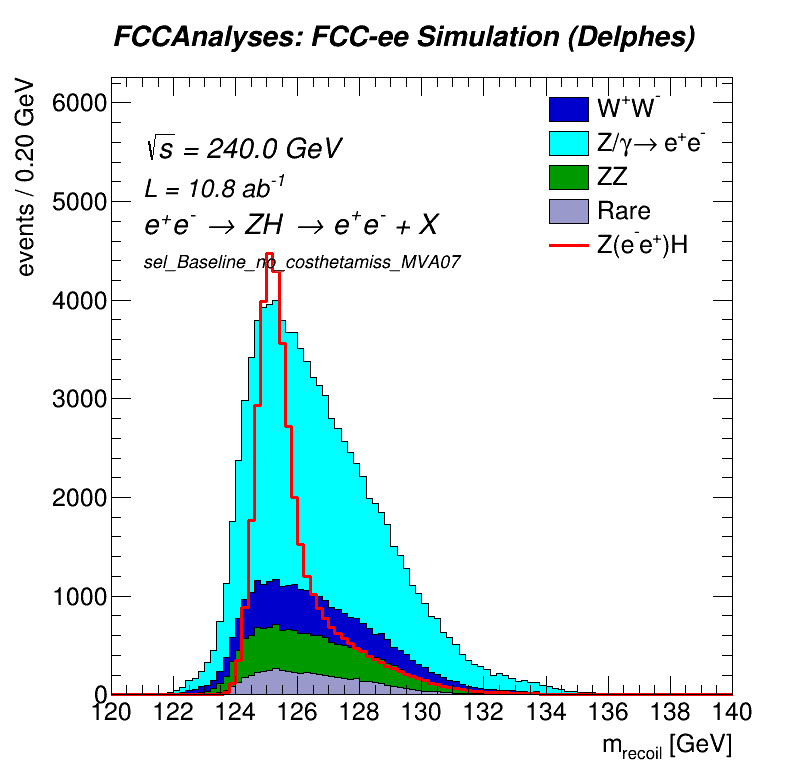 FCCAnalyses: FCC-ee Simulation (Delphes)
events / 0.20 GeV
6000
5000
4000
3000
2000
1000
0
√s = 240.0 GeV
L = 10.8 ab⁻¹
e⁺e⁻ → ZH → e⁺e⁻ + X
sel_Baseline_no_costhetamiss_MVA07
W⁺W⁻
Z/γ→ e⁺e⁻
ZZ
Rare
Z(e⁻e⁺)H
120 122 124 126 128 130 132 134 136 138 140
m_recoil [GeV]